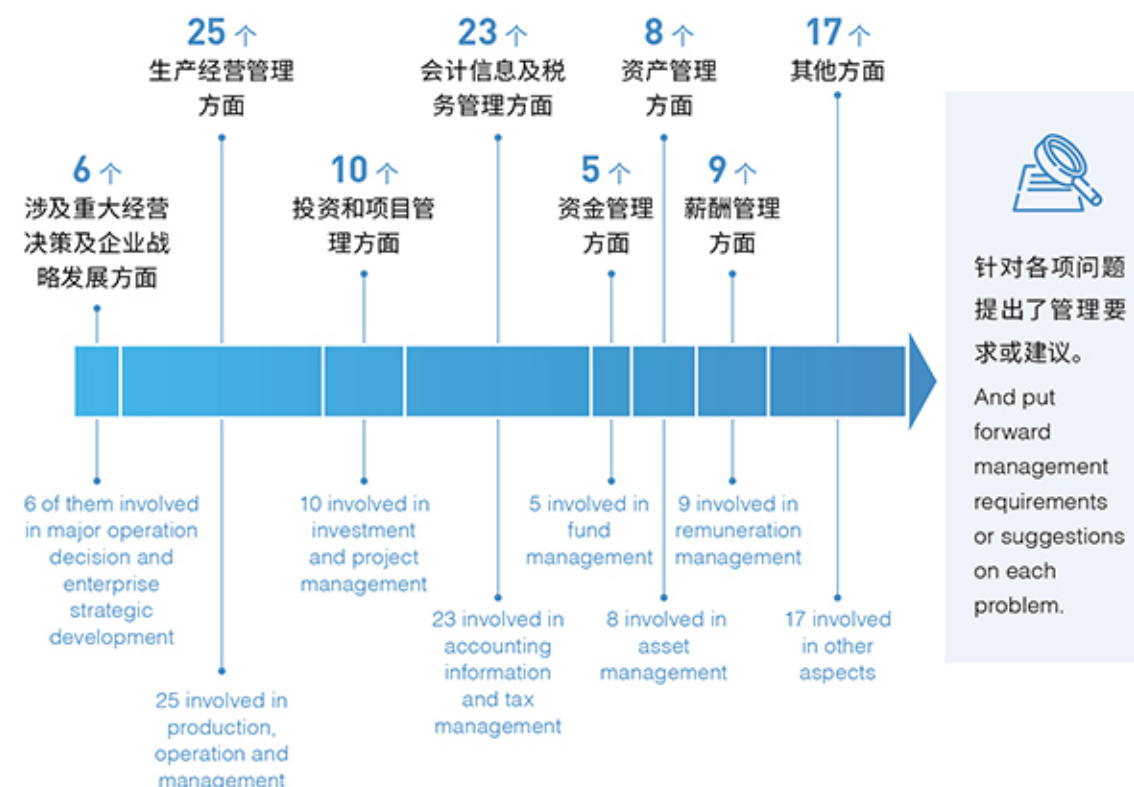 25 个
生产经营管理
方面
23 个
会计信息及税
务管理方面
8 个
资产管理
方面
17 个
其他方面
6 个
涉及重大经营
决策及企业战
略发展方面
10 个
投资和项目管
理方面
5 个
资金管理
方面
9 个
薪酬管理
方面
6 of them involved
in major operation
decision and
enterprise
strategic
development
25 involved in
production,
operation and
management
10 involved in
investment
and project
management
23 involved in
accounting
information
and tax
management
5 involved in
fund
management
8 involved in
asset
management
9 involved in
remuneration
management
17 involved
in other
aspects
针对各项问题
提出了管理要
求或建议。
And put
forward
management
requirements
or suggestions
on each
problem.